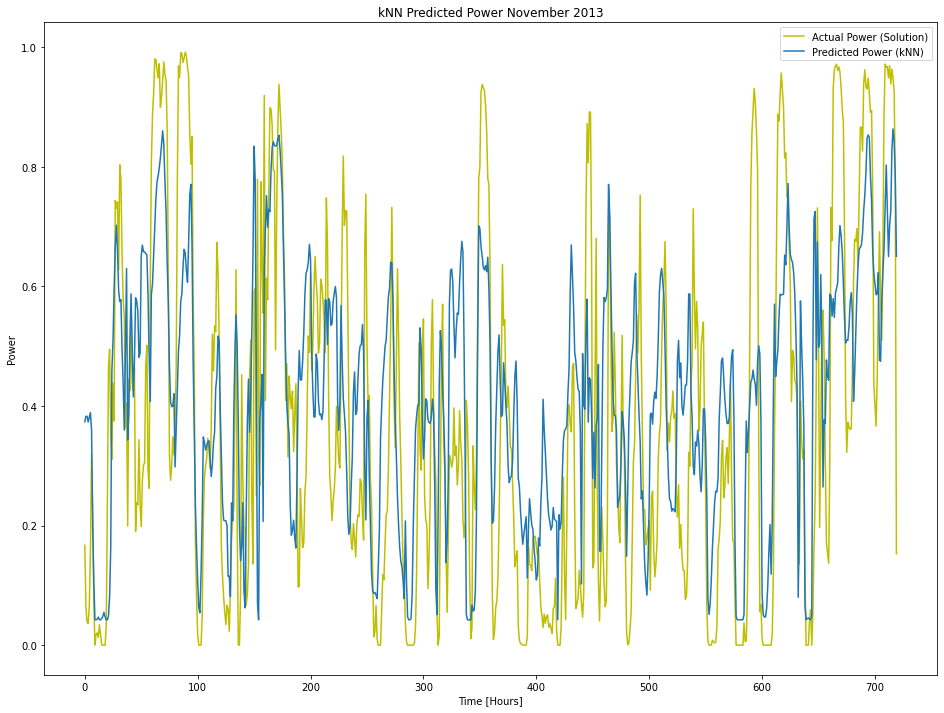 kNN Predicted Power November 2013
Actual Power (Solution)
Predicted Power (kNN)
Power
1.0
0.8
0.6
0.4
0.2
0.0
0 100 200 300 400 500 600 700
Time [Hours]